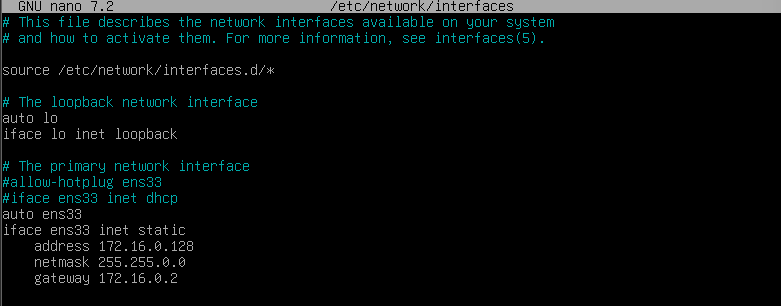 GNU nano 7.2 /etc/network/interfaces
# This file describes the network interfaces available on your system
# and how to activate them. For more information, see interfaces(5).
source /etc/network/interfaces.d/*
# The loopback network interface
auto lo
iface lo inet loopback
# The primary network interface
#allow-hotplug ens33
#iface ens33 inet dhcp
auto ens33
iface ens33 inet static
address 172.16.0.128
netmask 255.255.0.0
gateway 172.16.0.2